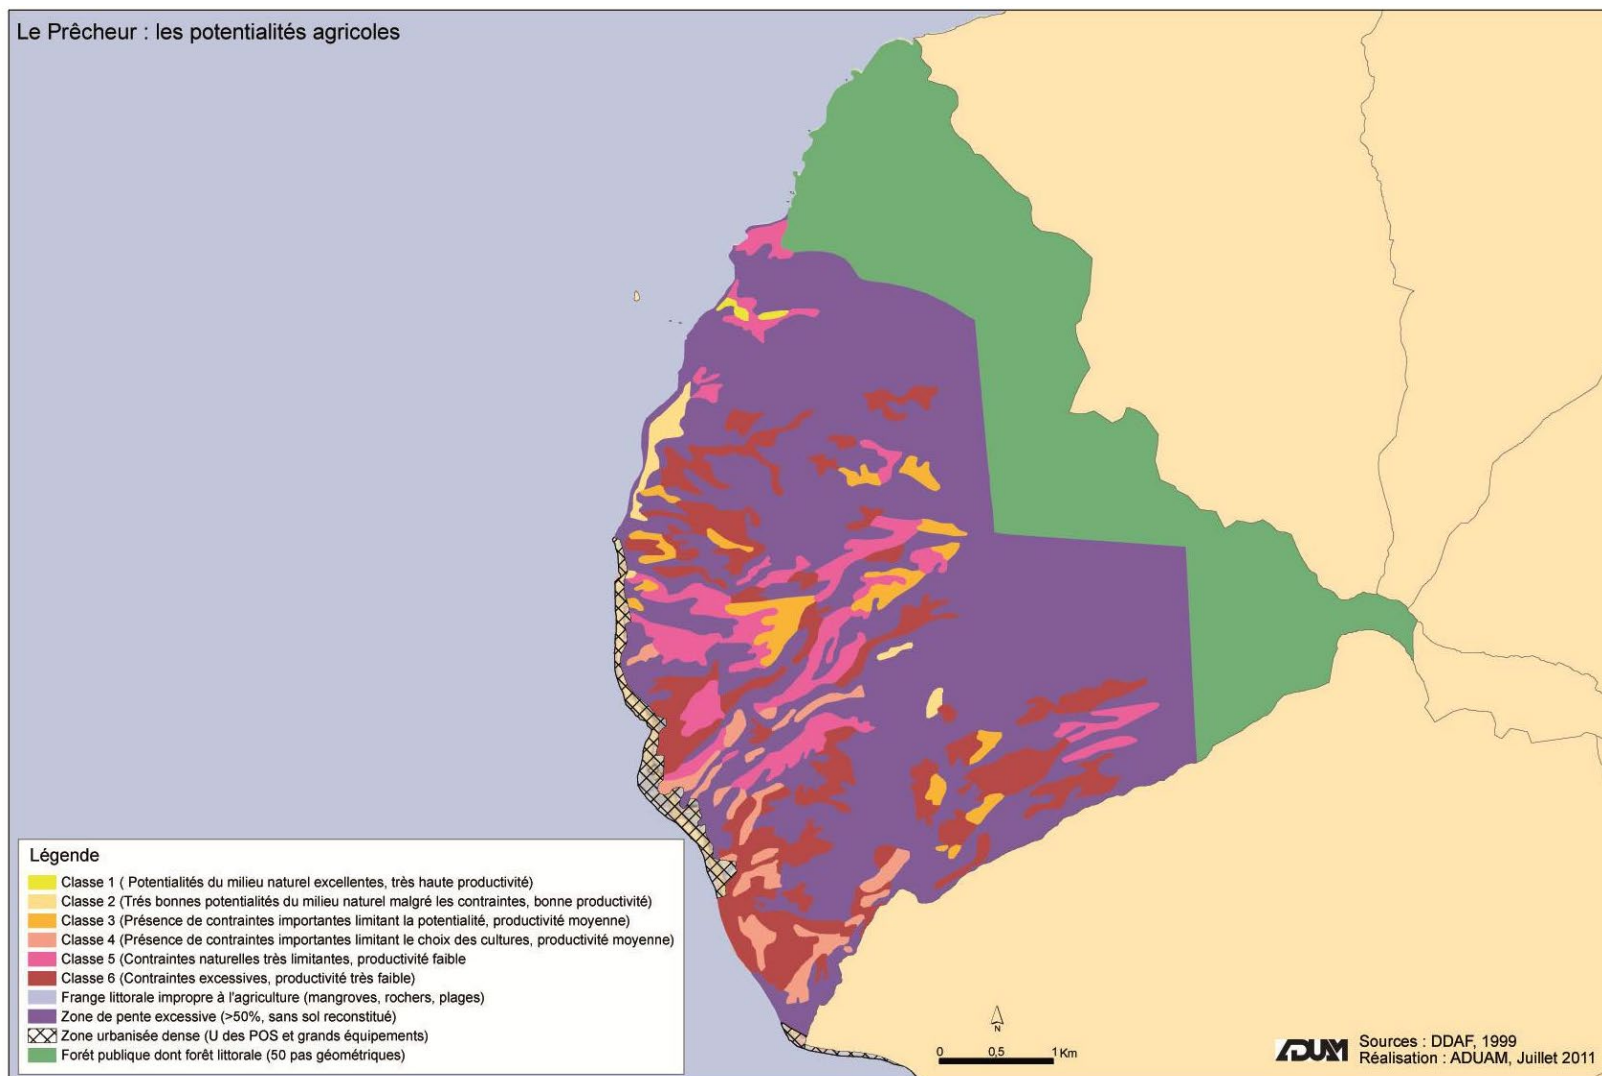 Le Prêcheur : les potentialités agricoles
Légende
Classe 1 ( Potentialités du milieu naturel excellentes, très haute productivité)
Classe 2 (Trés bonnes potentialités du milieu naturel malgré les contraintes, bonne productivité)
Classe 3 (Présence de contraintes importantes limitant la potentialité, productivité moyenne)
Classe 4 (Présence de contraintes importantes limitant le choix des cultures, productivité moyenne)
Classe 5 (Contraintes naturelles très limitantes, productivité faible
Classe 6 (Contraintes excessives, productivité très faible)
Frange littorale impropre à l'agriculture (mangroves, rochers, plages)
Zone de pente excessive (>50%, sans sol reconstitué)
Zone urbanisée dense (U des POS et grands équipements)
Forét publique dont forét littorale (50 pas géométriques)
N
0 0,5 1 Km
ADUAM
Sources : DDAF, 1999
Réalisation : ADUAM, Juillet 2011